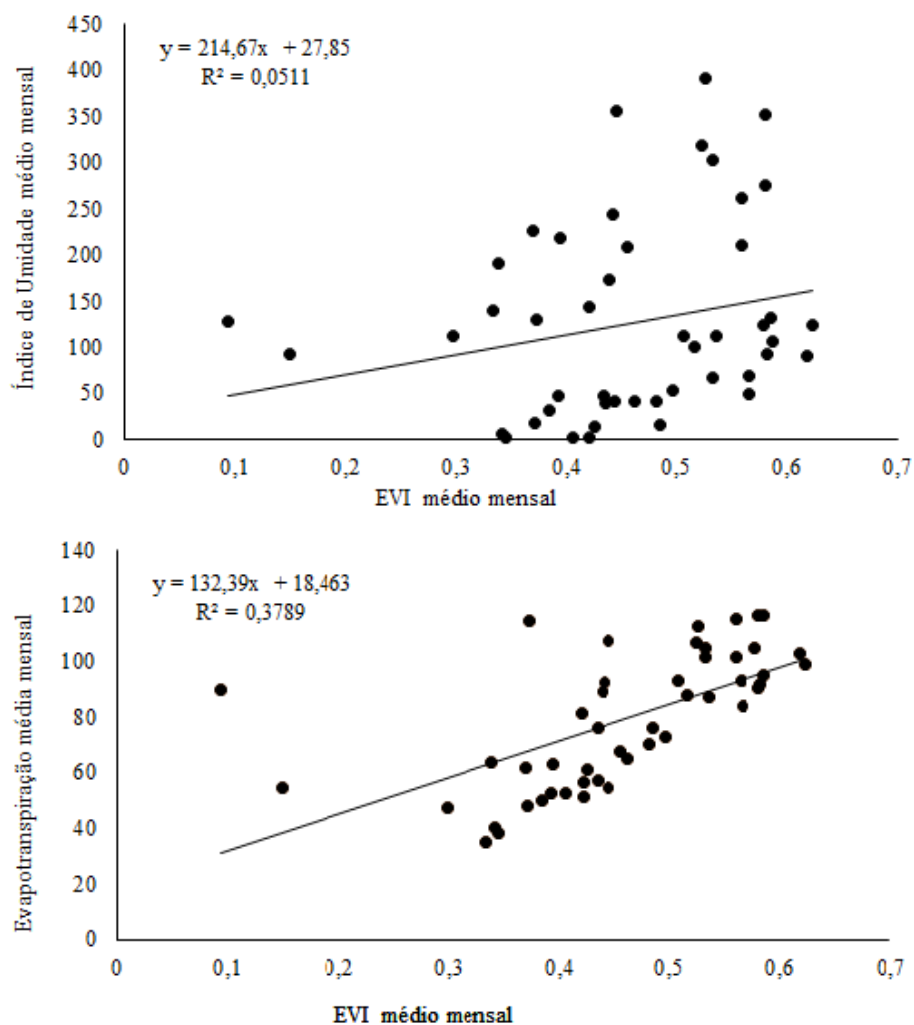 450
400
350
300
250
200
150
100
50
0
Índice de Umidade médio mensal
y = 214,67x + 27,85
R² = 0,0511
0 0,1 0,2 0,3 0,4 0,5 0,6 0,7
EVI médio mensal
140
120
100
80
60
40
20
0
Evapotranspiração média mensal
y = 132,39x + 18,463
R² = 0,3789
0 0,1 0,2 0,3 0,4 0,5 0,6 0,7
EVI médio mensal